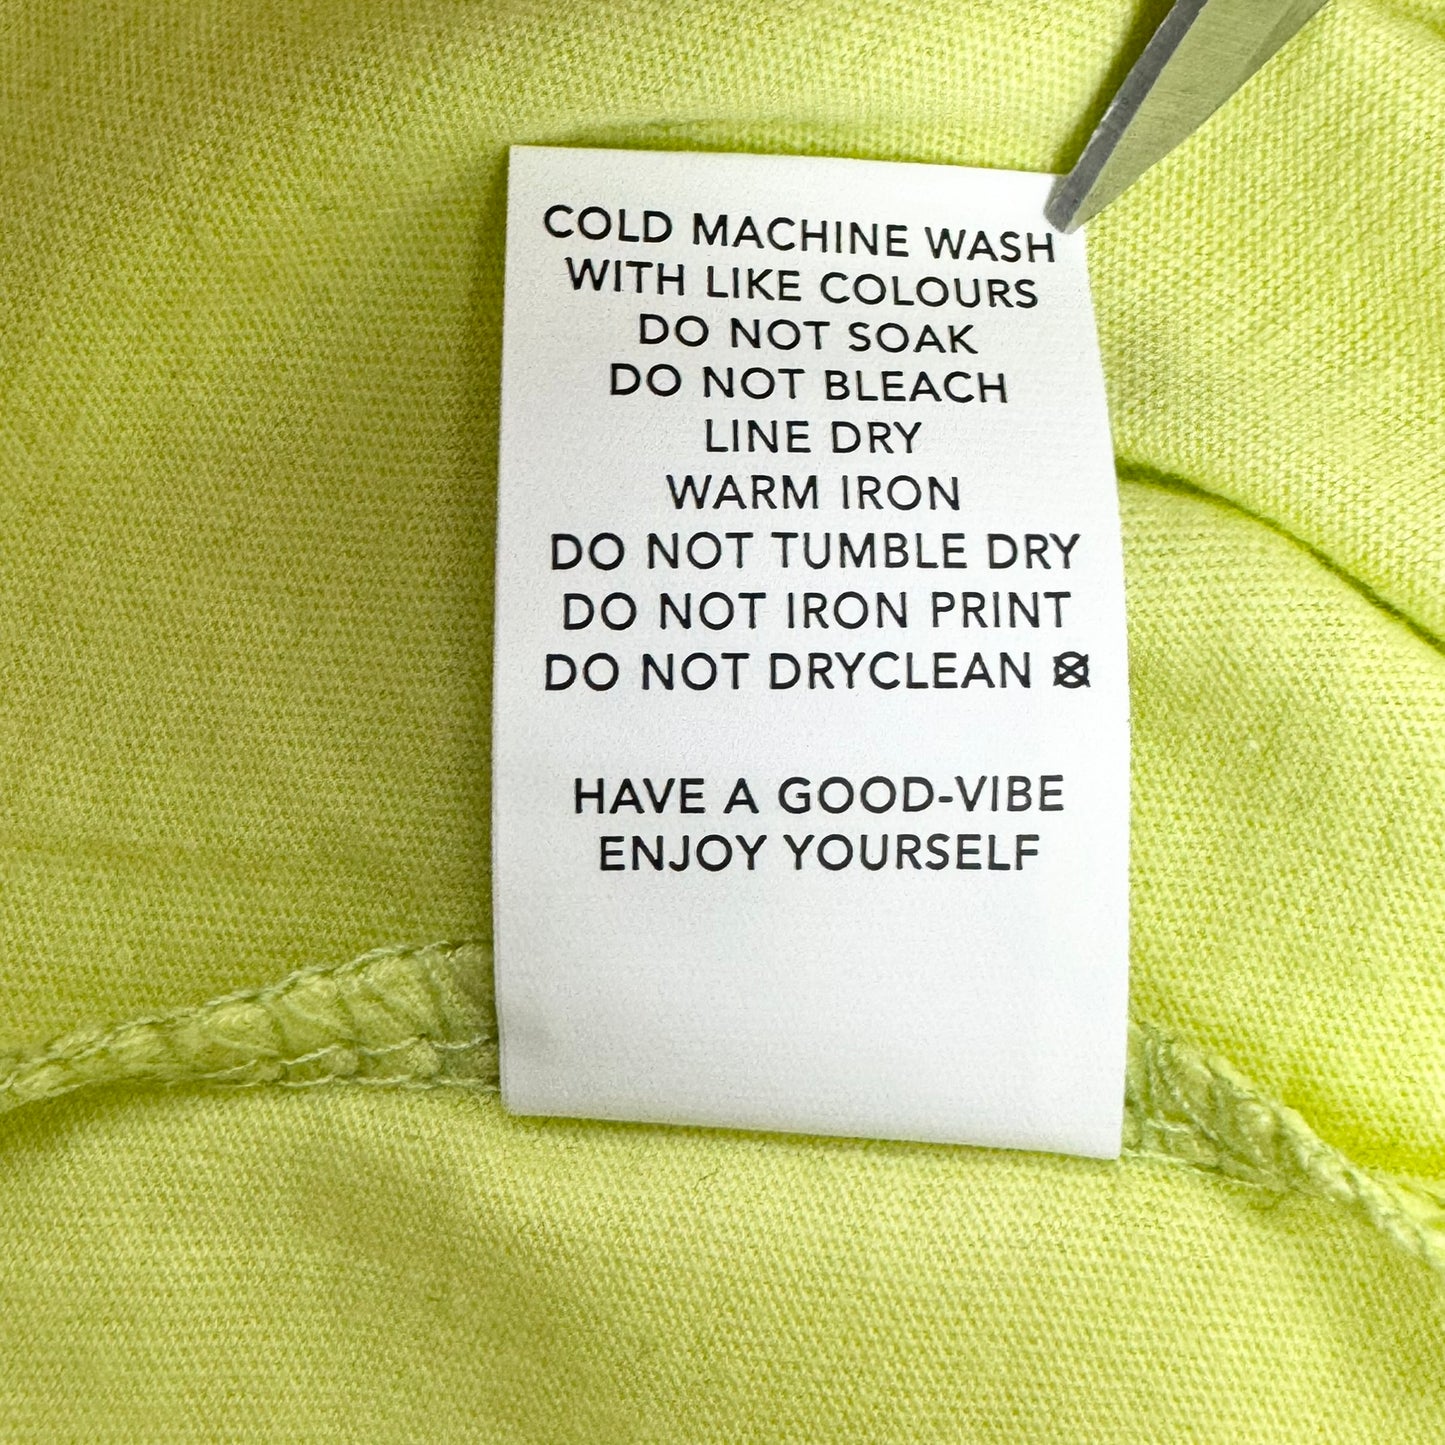 COLD MACHINE WASH
WITH LIKE COLOURS
DO NOT SOAK
DO NOT BLEACH
LINE DRY
WARM IRON
DO NOT TUMBLE DRY
DO NOT IRON PRINT
DO NOT DRYCLEAN
HAVE A GOOD-VIBE
ENJOY YOURSELF